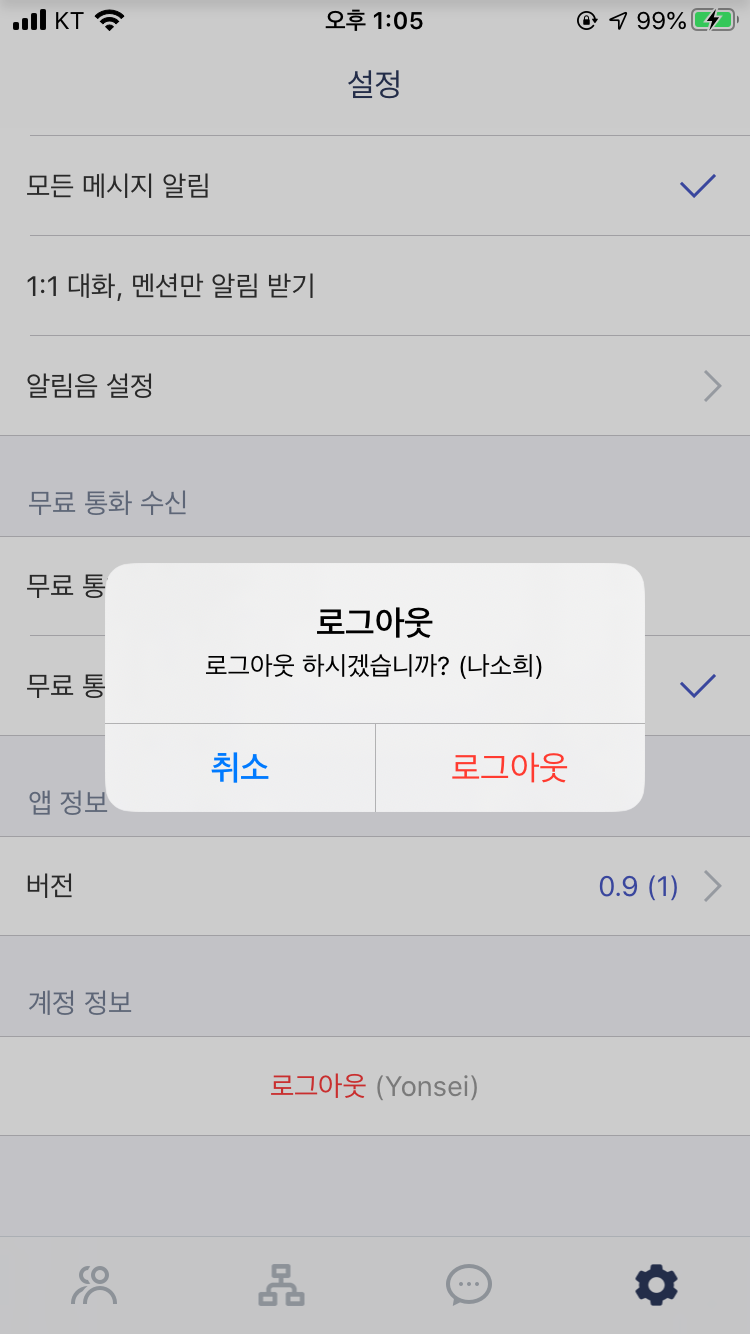 KT 오후 1:05 99%
설정
모든 메시지 알림
1:1 대화, 멘션만 알림 받기
알림음 설정
무료 통화 수신
무료 통
로그아웃
로그아웃 하시겠습니까? (나소희)
무료 통
취소 로그아웃
앱 정보
버전 0.9 (1)
계정 정보
로그아웃 (Yonsei)